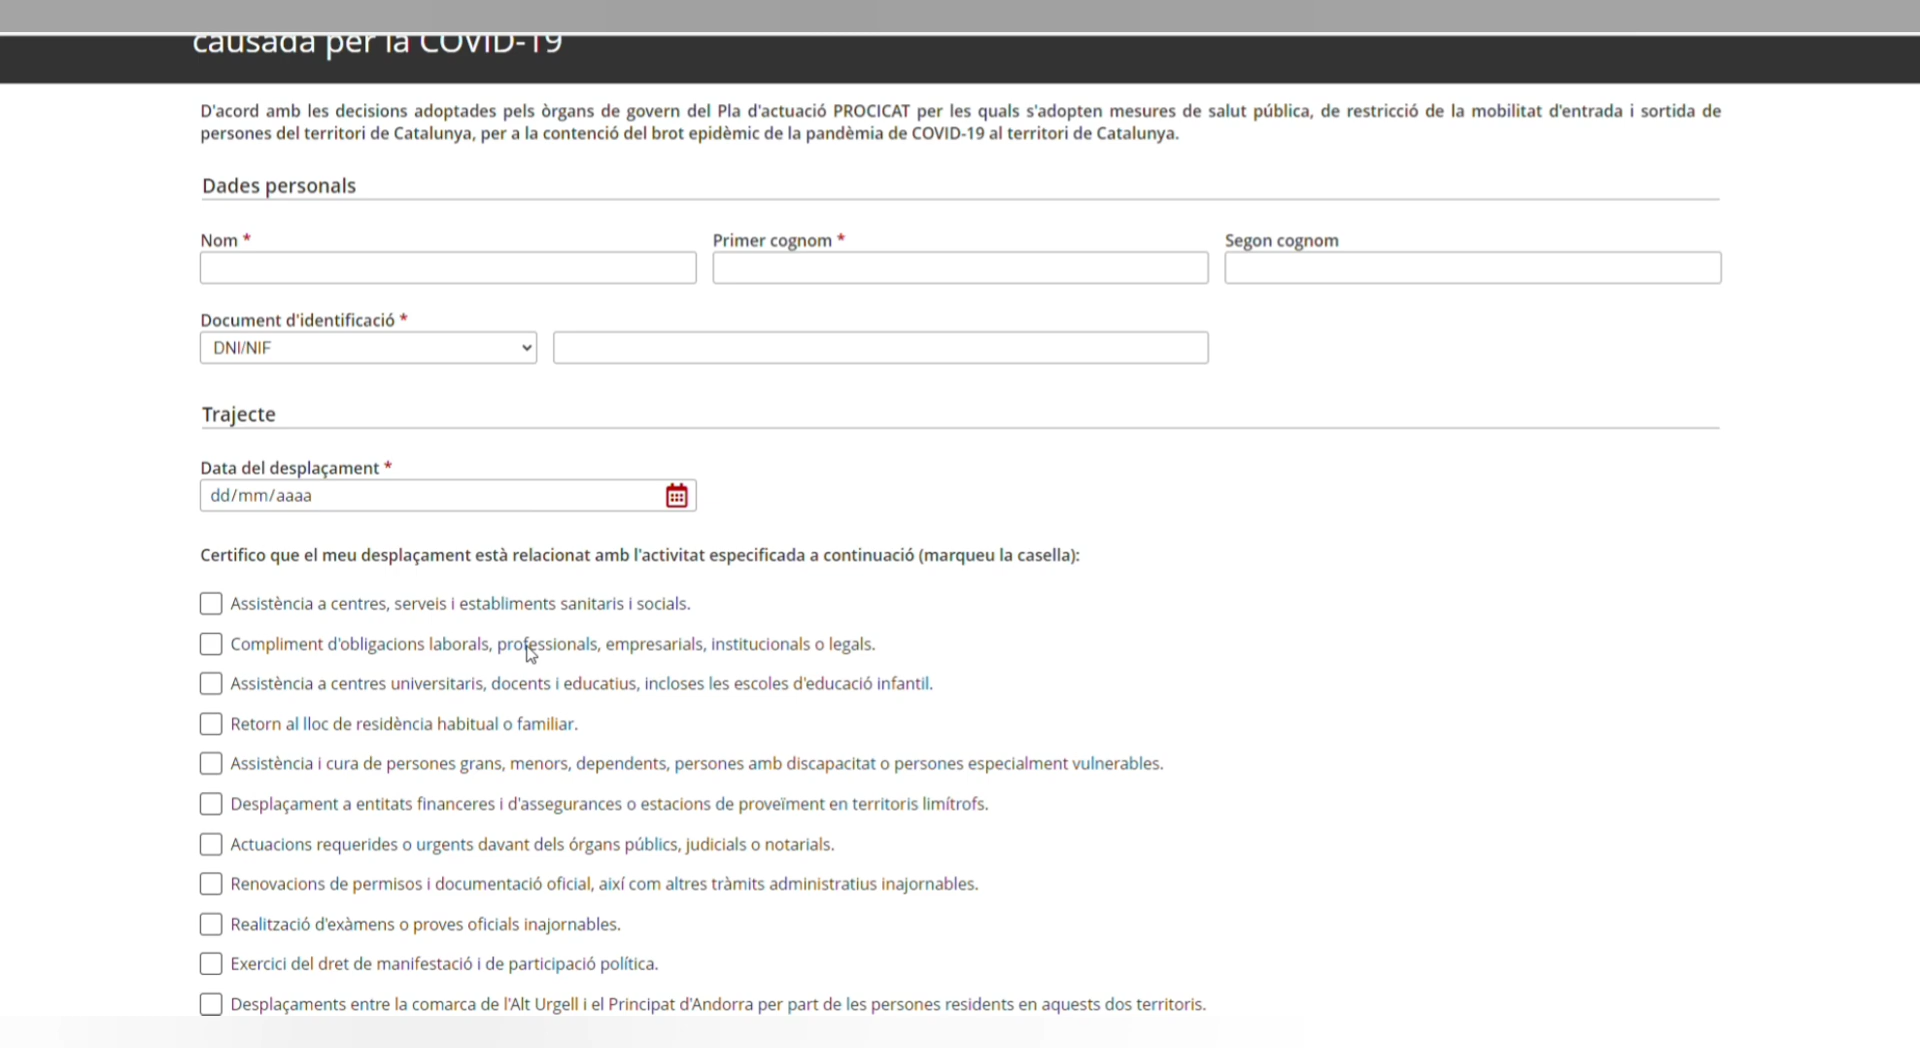 causada per la COVID-19
D'acord amb les decisions adoptades pels òrgans de govern del Pla d'actuació PROCICAT per les quals s'adopten mesures de salut pública, de restricció de la mobilitat d'entrada i sortida de
persones del territori de Catalunya, per a la contenció del brot epidèmic de la pandèmia de COVID-19 al territori de Catalunya.
Dades personals
Nom * Primer cognom * Segon cognom
Document d'identificació *
DNI/NIF
Trajecte
Data del desplaçament *
dd/mm/aaaa
Certifico que el meu desplaçament està relacionat amb l'activitat especificada a continuació (marqueu la casella):
Assistència a centres, serveis i establiments sanitaris i socials.
Compliment d'obligacions laborals, professionals, empresarials, institucionals o legals.
Assistència a centres universitaris, docents i educatius, incloses les escoles d'educació infantil.
Retorn al lloc de residència habitual o familiar.
Assistència i cura de persones grans, menors, dependents, persones amb discapacitat o persones especialment vulnerables.
Desplaçament a entitats financeres i d'assegurances o estacions de proveïment en territoris limítrofs.
Actuacions requerides o urgents davant dels órgans públics, judicials o notarials.
Renovacions de permisos i documentació oficial, així com altres tràmits administratius inajornables.
Realització d'exàmens o proves oficials inajornables.
Exercici del dret de manifestació i de participació política.
Desplaçaments entre la comarca de l'Alt Urgell i el Principat d'Andorra per part de les persones residents en aquests dos territoris.